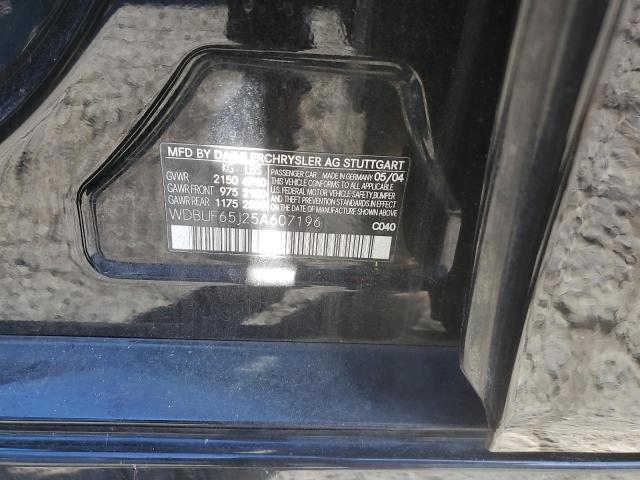 MFD BY DAIMLERCHRYSLER AG STUTTGART
KG LBS
GVWR 2150
GAWR FRONT 975
GAWR REAR 1175
PASSENGER CAR MADE IN GERMANY 05/04
THIS VEHICLE CONFORMS TO ALL APPLICABLE
U.S. FEDERAL MOTOR VEHICLE SAFETY/BUMPER
AND THEFT PREVENTION STANDARDS IN EFFECT
ON THE DATE OF MANUFACTURE SHOWN ABOVE.
WDBUF65J25A607196
C040